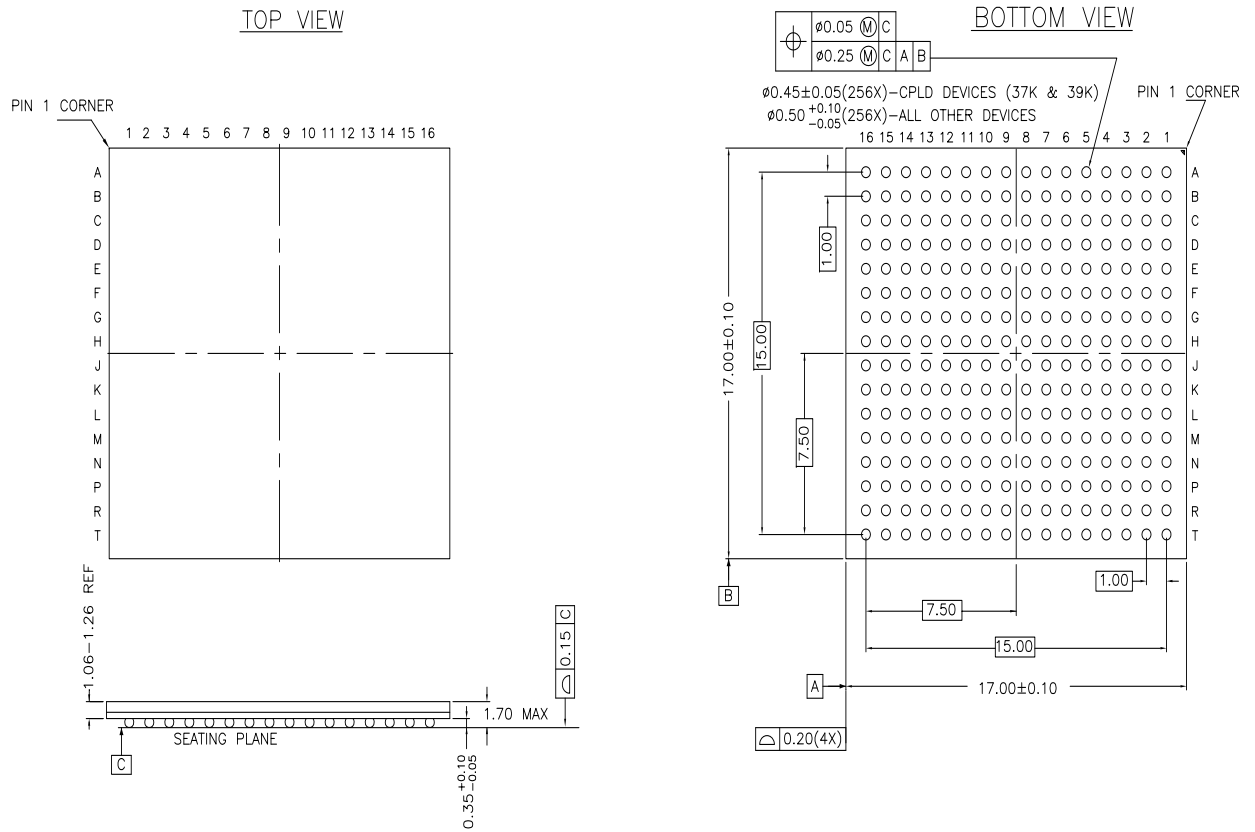 TOP VIEW
PIN 1 CORNER
1 2 3 4 5 6 7 8 9 10 11 12 13 14 15 16
A
B
C
D
E
F
G
H
J
K
L
M
N
P
R
T
1.06-1.26 REF
SEATING PLANE
C
1.70 MAX
0.35 +0.10 -0.05
0.15 C
BOTTOM VIEW
ø0.05 Ⓜ C
ø0.25 Ⓜ C A B
ø0.45±0.05(256X)-CPLD DEVICES (37K & 39K)
ø0.50 +0.10 -0.05 (256X)-ALL OTHER DEVICES
PIN 1 CORNER
16 15 14 13 12 11 10 9 8 7 6 5 4 3 2 1
A
B
C
D
E
F
G
H
J
K
L
M
N
P
R
T
1.00
17.00±0.10
15.00
7.50
B
1.00
7.50
15.00
A
17.00±0.10
0.20(4X)